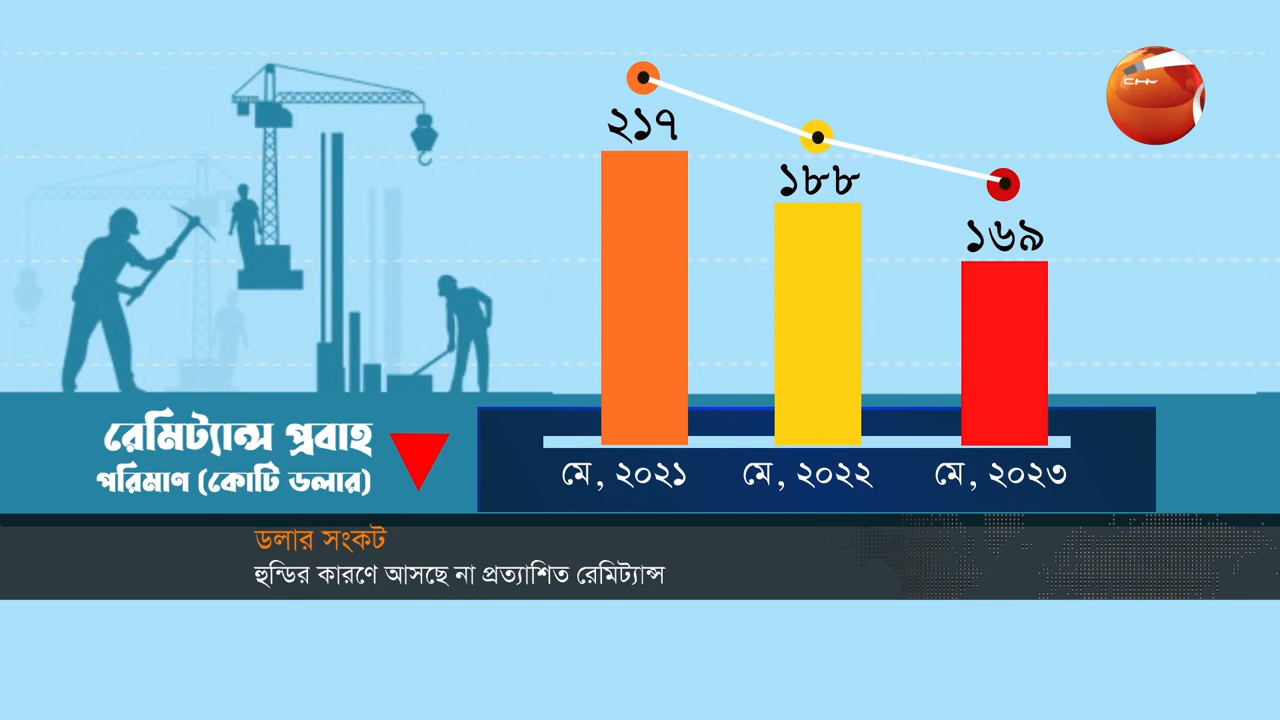 ২১৭
১৮৮
১৬৯
রেমিট্যান্স প্রবাহ
পরিমাণ (কোটি ডলার)
মে, ২০২১ মে, ২০২২ মে, ২০২৩
ডলার সংকট
হুন্ডির কারণে আসছে না প্রত্যাশিত রেমিট্যান্স